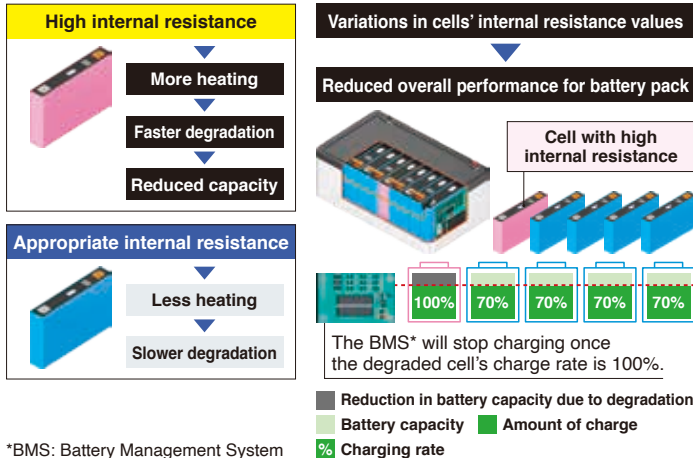 High internal resistance
More heating
Faster degradation
Reduced capacity
Appropriate internal resistance
Less heating
Slower degradation
*BMS: Battery Management System
Variations in cells' internal resistance values
Reduced overall performance for battery pack
Cell with high
internal resistance
100% 70% 70% 70% 70%
The BMS* will stop charging once
the degraded cell's charge rate is 100%.
Reduction in battery capacity due to degradation
Battery capacity Amount of charge
% Charging rate